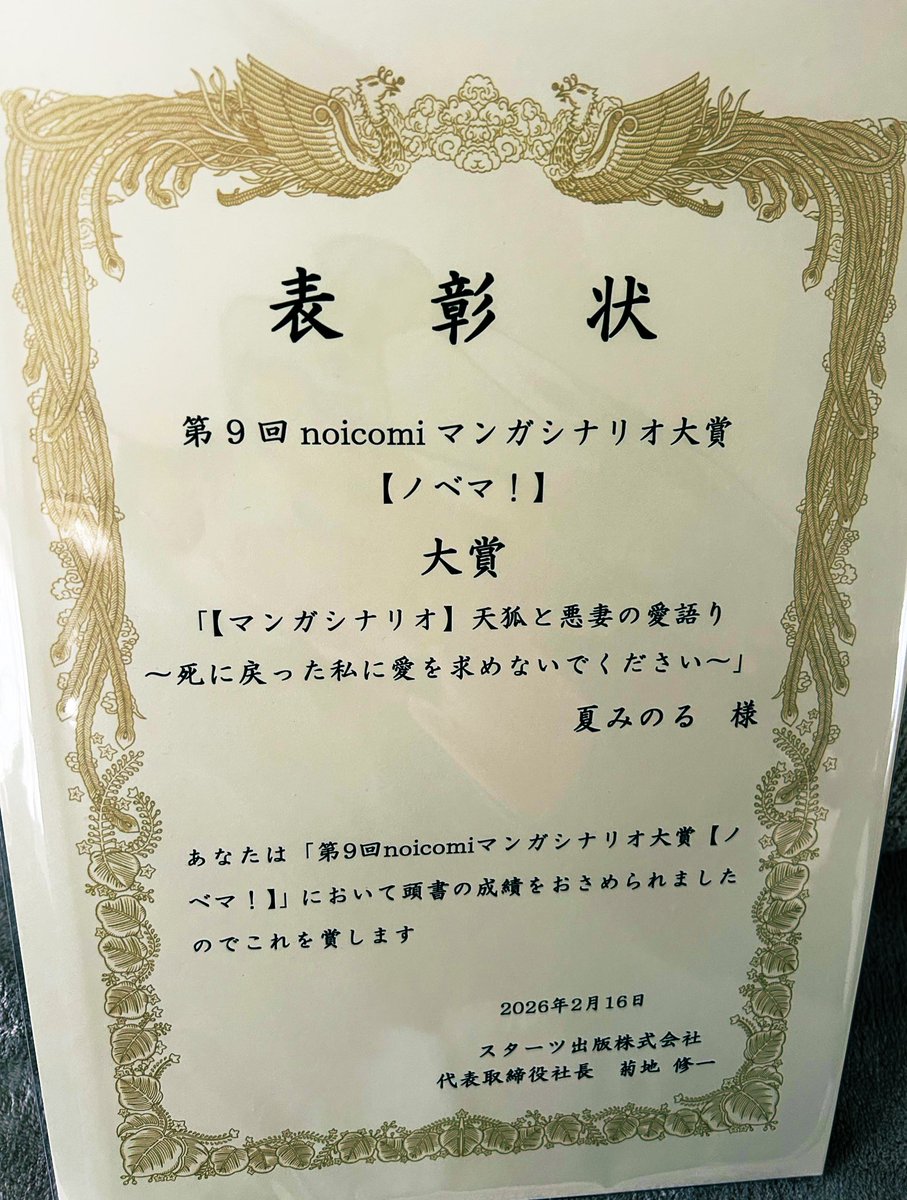 表彰状
第9回noicomiマンガシナリオ大賞
【ノベマ！】
大賞
「【マンガシナリオ】天狐と悪妻の愛語り
～死に戻った私に愛を求めないでください～」
夏みのる　様
あなたは「第9回noicomiマンガシナリオ大賞【ノ
ベマ！】」において頭書の成績をおさめられました
のでこれを賞します
2026年2月16日
スターツ出版株式会社
代表取締役社長　菊地 修一